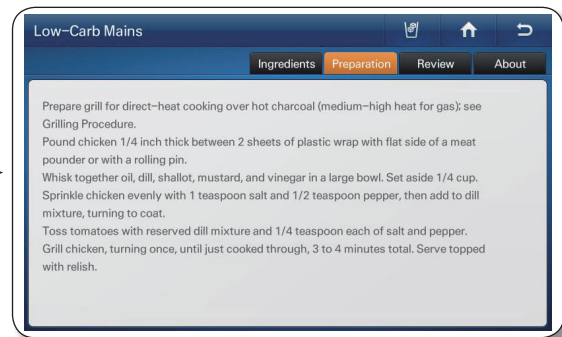 Low-Carb Mains
Ingredients
Preparation
Review
About
Prepare grill for direct-heat cooking over hot charcoal (medium-high heat for gas); see
Grilling Procedure.
Pound chicken 1/4 inch thick between 2 sheets of plastic wrap with flat side of a meat
pounder or with a rolling pin.
Whisk together oil, dill, shallot, mustard, and vinegar in a large bowl. Set aside 1/4 cup.
Sprinkle chicken evenly with 1 teaspoon salt and 1/2 teaspoon pepper, then add to dill
mixture, turning to coat.
Toss tomatoes with reserved dill mixture and 1/4 teaspoon each of salt and pepper.
Grill chicken, turning once, until just cooked through, 3 to 4 minutes total. Serve topped
with relish.